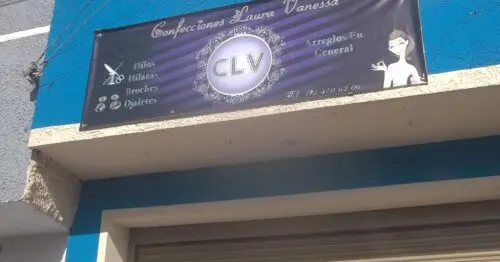 Confecciones Laura Vanessa
Hilos
Hilazas
Broches
Ojaletes
CLV
Arreglos En
General